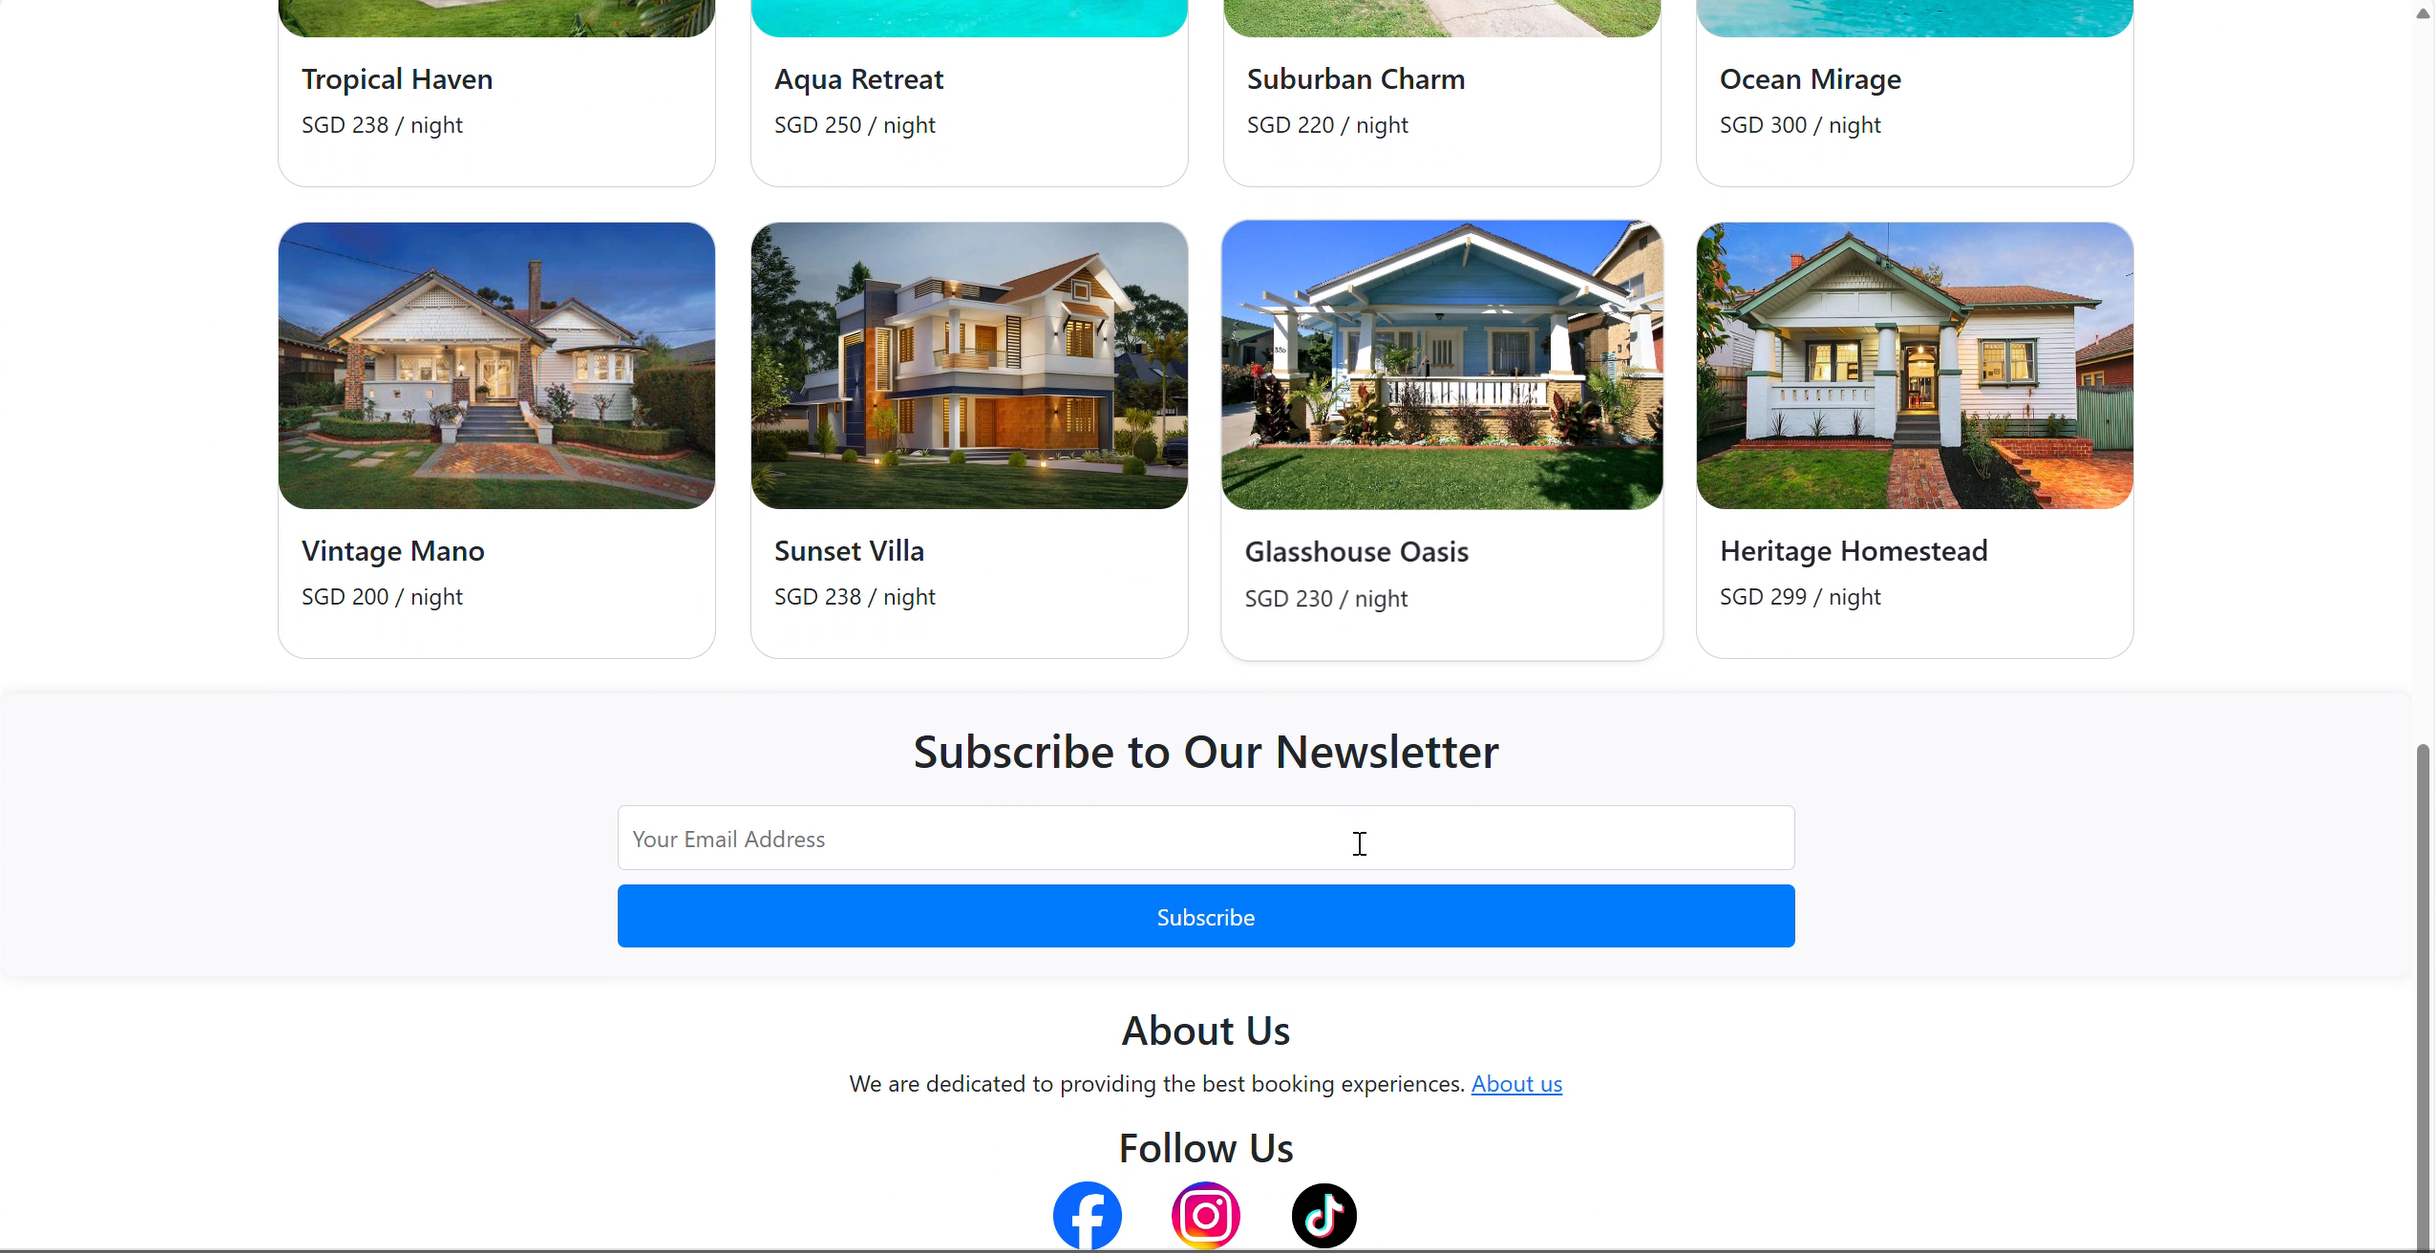 Tropical Haven
SGD 238 / night
Aqua Retreat
SGD 250 / night
Suburban Charm
SGD 220 / night
Ocean Mirage
SGD 300 / night
Vintage Mano
SGD 200 / night
Sunset Villa
SGD 238 / night
Glasshouse Oasis
SGD 230 / night
Heritage Homestead
SGD 299 / night
Subscribe to Our Newsletter
Your Email Address
Subscribe
About Us
We are dedicated to providing the best booking experiences. About us
Follow Us